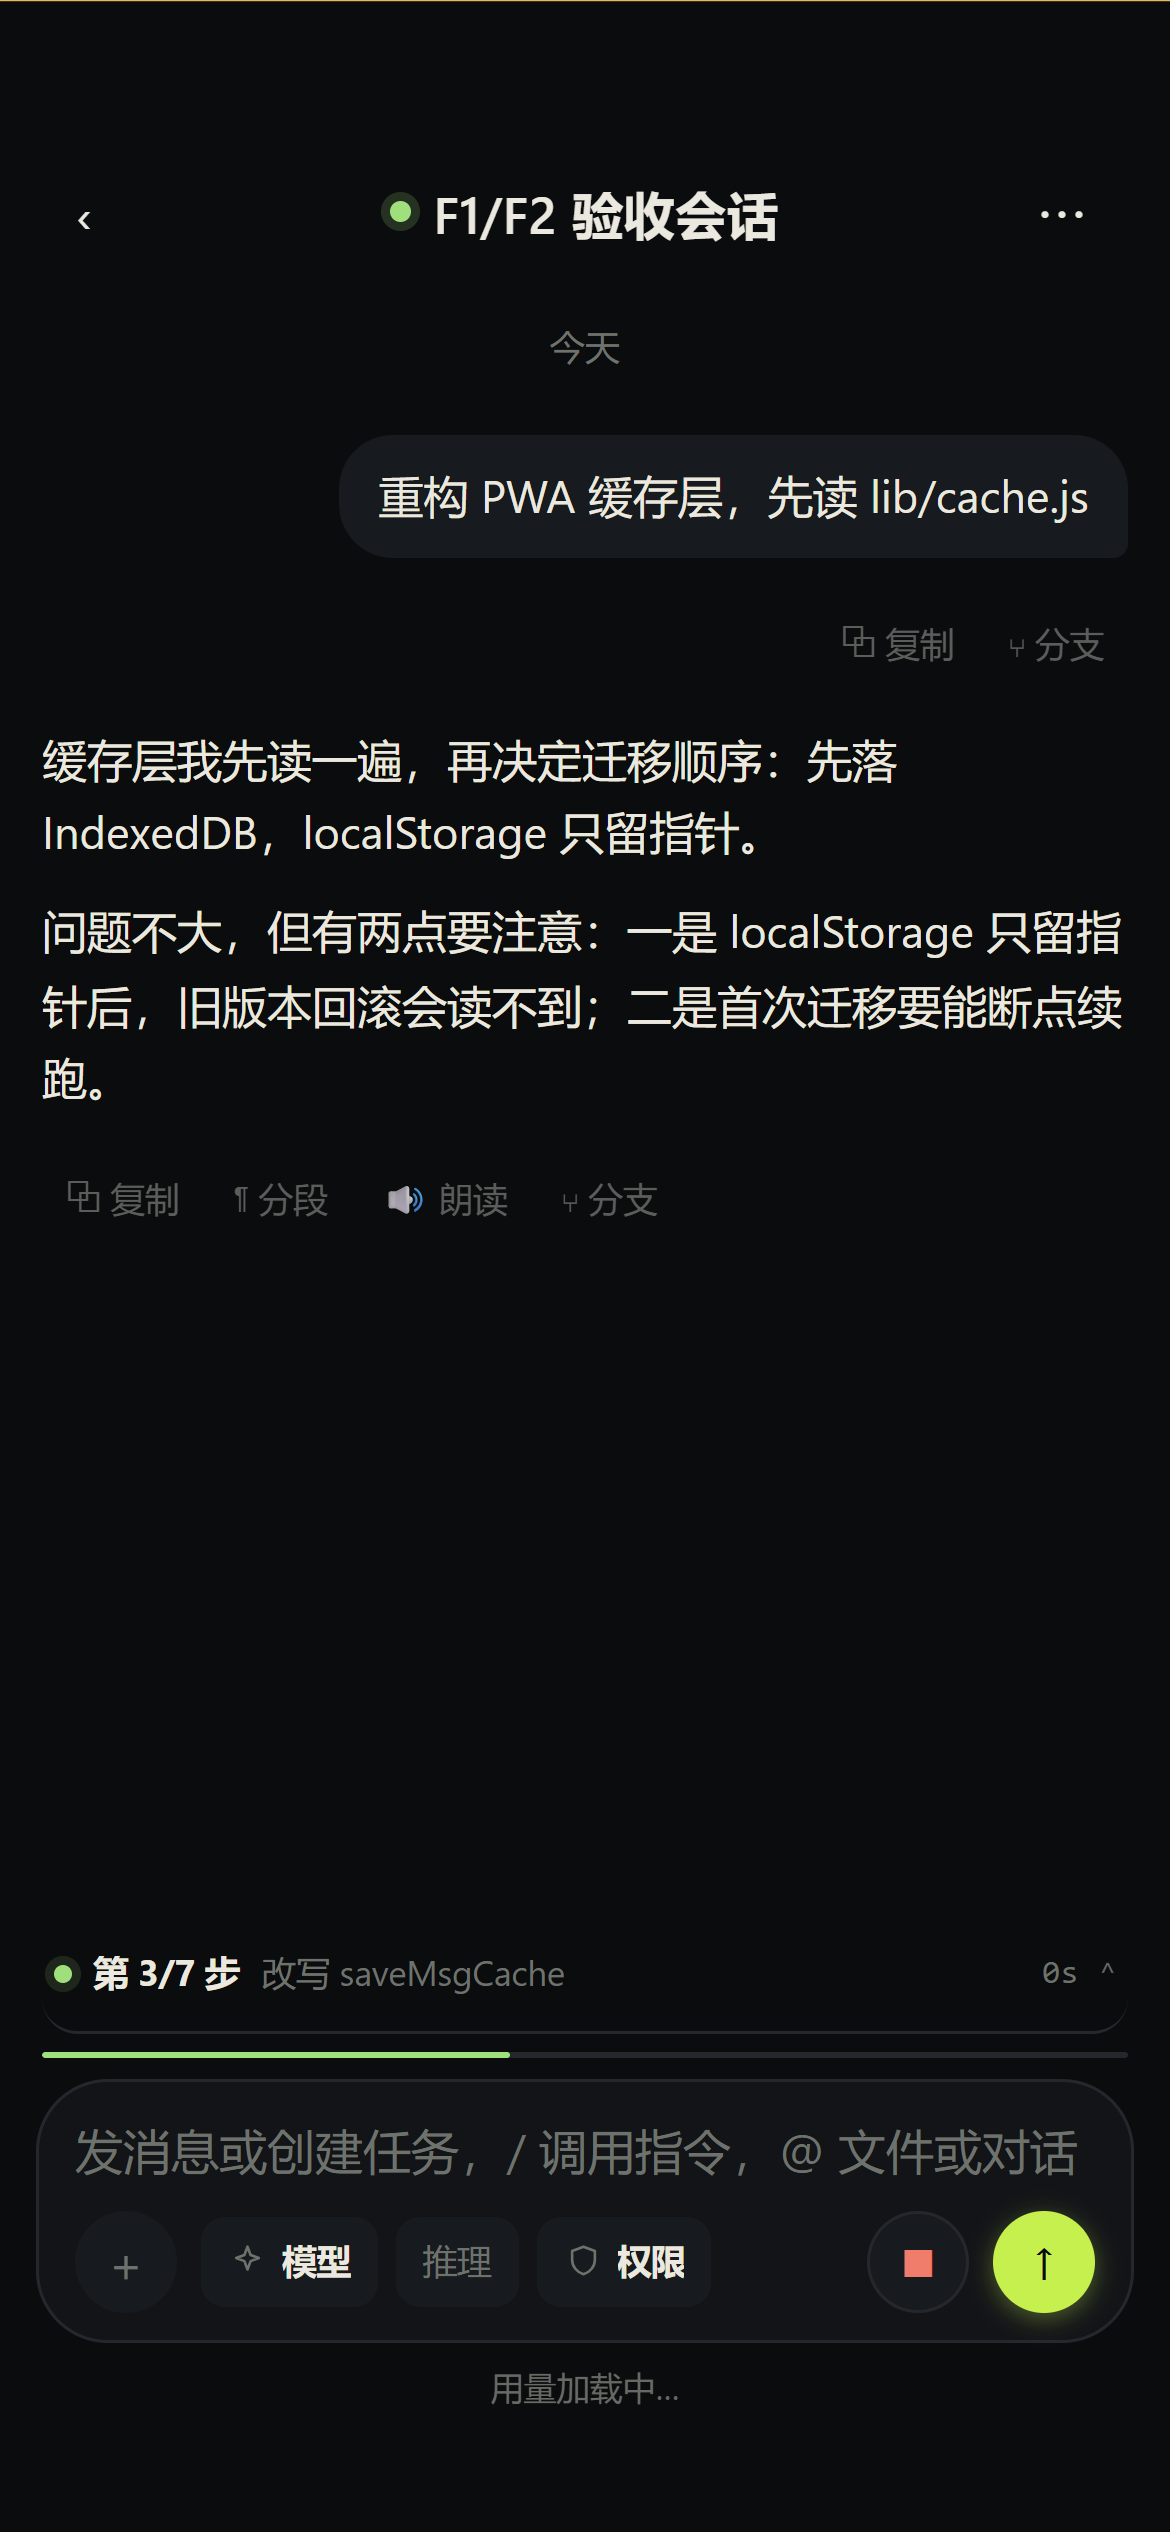 ‹ F1/F2 验收会话 ···
今天
重构 PWA 缓存层，先读 lib/cache.js
复制 分支
缓存层我先读一遍，再决定迁移顺序：先落
IndexedDB，localStorage 只留指针。
问题不大，但有两点要注意：一是 localStorage 只留指
针后，旧版本回滚会读不到；二是首次迁移要能断点续
跑。
复制 ¶ 分段 朗读 分支
第 3/7 步 改写 saveMsgCache 0s ^
发消息或创建任务，/ 调用指令，@ 文件或对话
+ 模型 推理 权限 ↑
用量加载中...